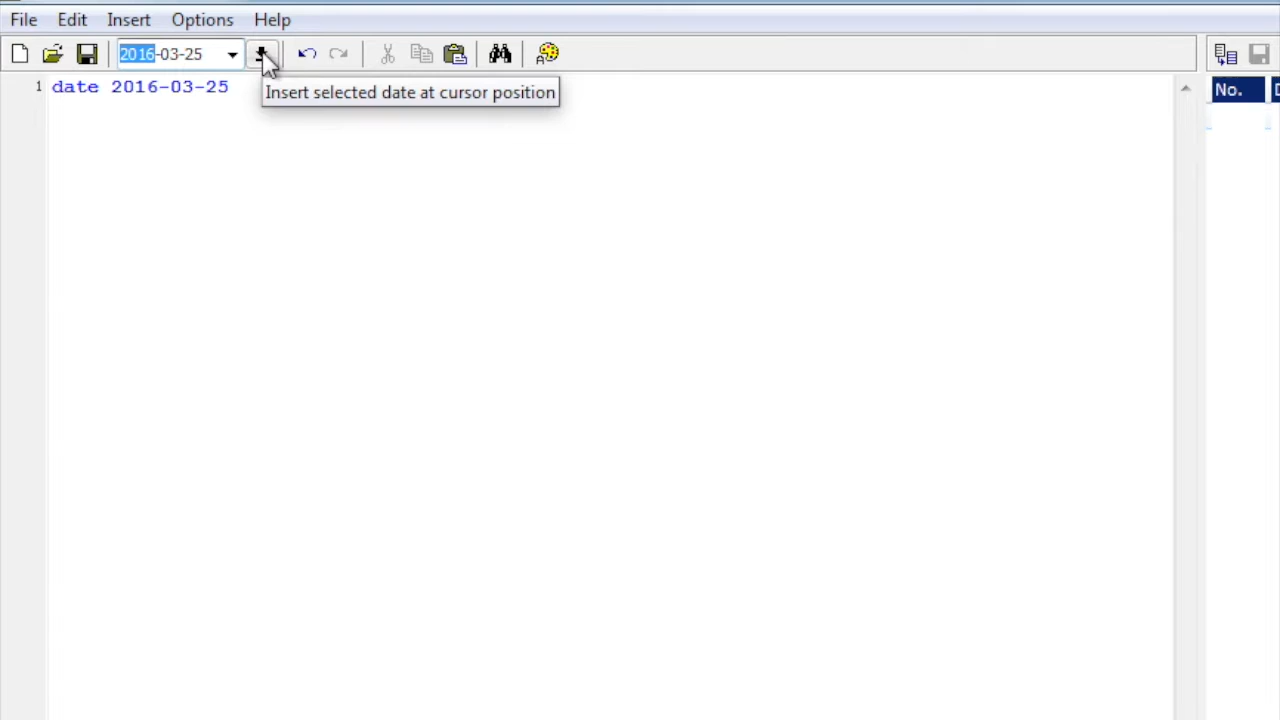 File Edit Insert Options Help
2016-03-25
1 date 2016-03-25
Insert selected date at cursor position
No.